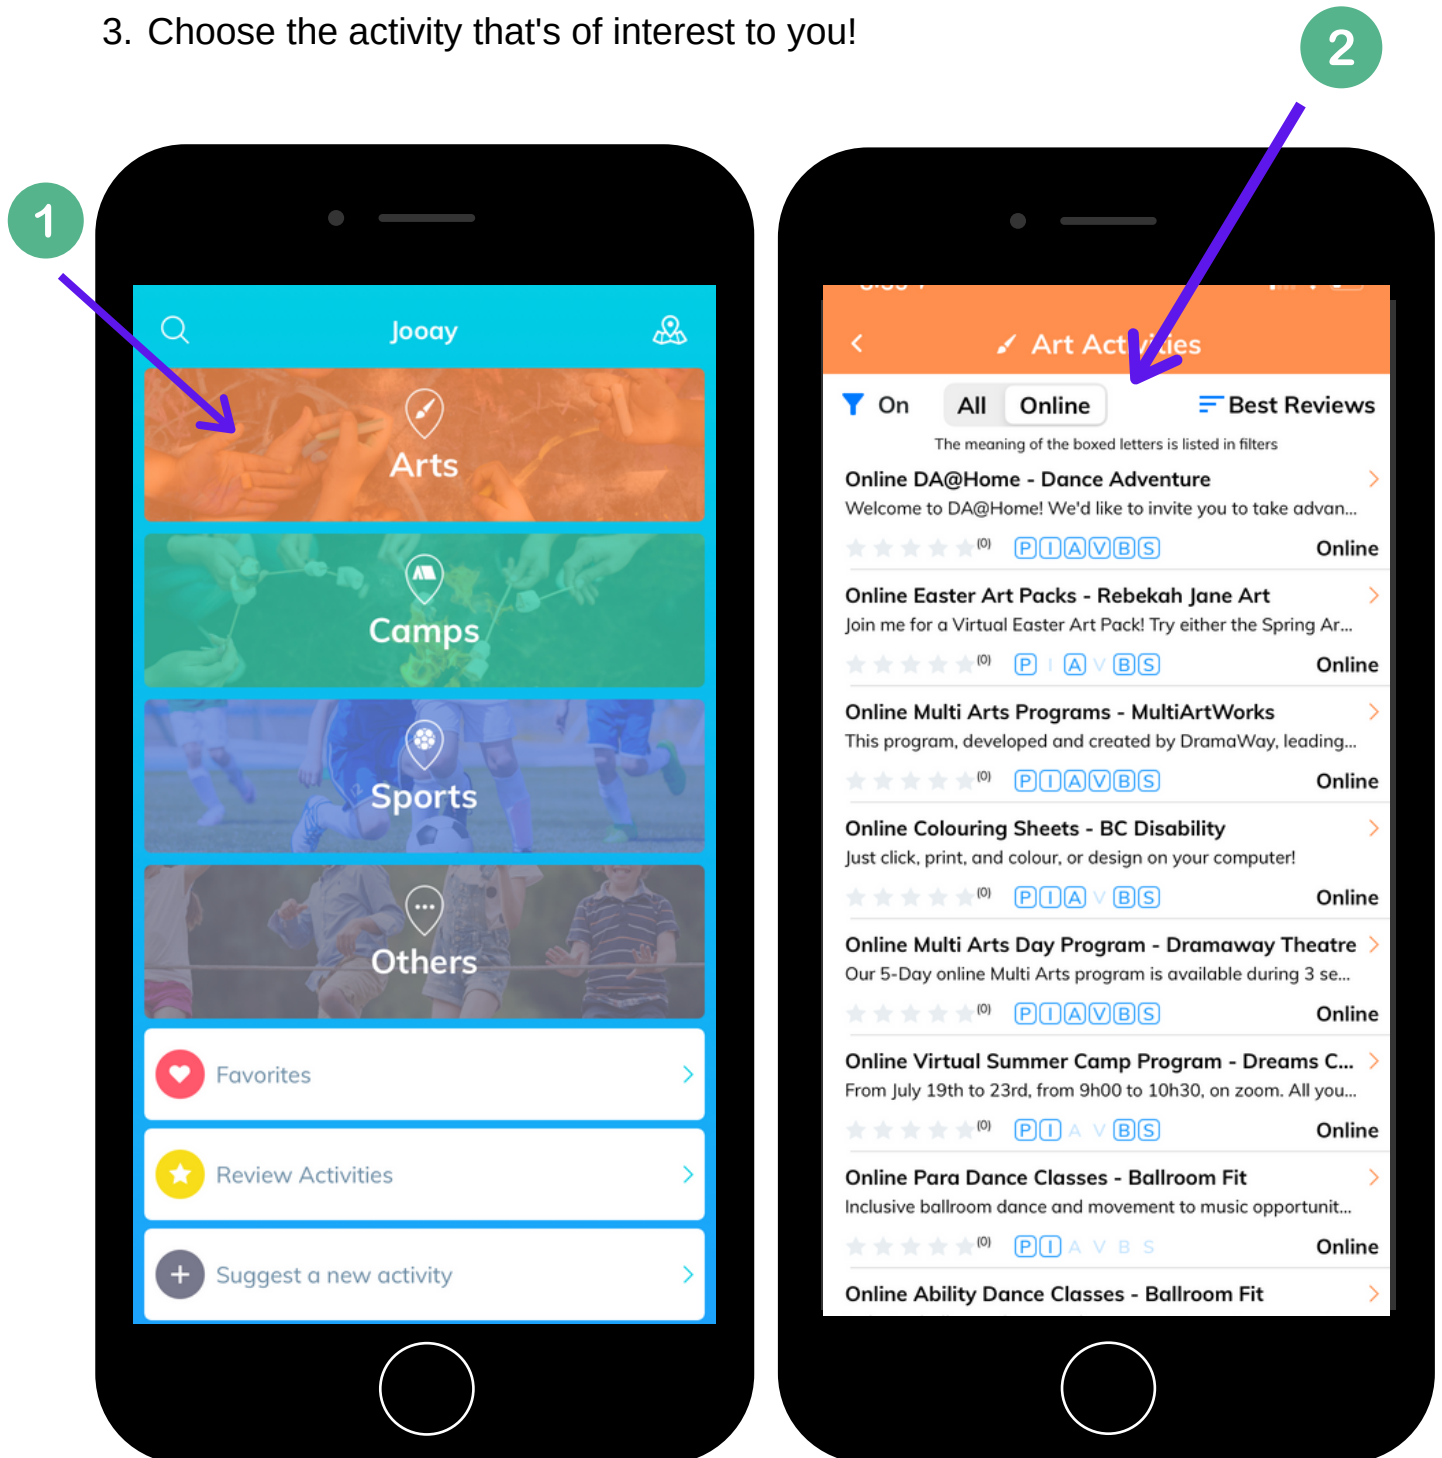 3. Choose the activity that's of interest to you!
2
1
Jooay
Arts
Camps
Sports
Others
Favorites
Review Activities
Suggest a new activity
Art Activities
On All Online Best Reviews
The meaning of the boxed letters is listed in filters
Online DA@Home - Dance Adventure
Welcome to DA@Home! We'd like to invite you to take advan...
(0) P I A V B S Online
Online Easter Art Packs - Rebekah Jane Art
Join me for a Virtual Easter Art Pack! Try either the Spring Ar...
(0) P I A V B S Online
Online Multi Arts Programs - MultiArtWorks
This program, developed and created by DramaWay, leading...
(0) P I A V B S Online
Online Colouring Sheets - BC Disability
Just click, print, and colour, or design on your computer!
(0) P I A V B S Online
Online Multi Arts Day Program - Dramaway Theatre
Our 5-Day online Multi Arts program is available during 3 se...
(0) P I A V B S Online
Online Virtual Summer Camp Program - Dreams C...
From July 19th to 23rd, from 9h00 to 10h30, on zoom. All you...
(0) P I A V B S Online
Online Para Dance Classes - Ballroom Fit
Inclusive ballroom dance and movement to music opportunit...
(0) P I A V B S Online
Online Ability Dance Classes - Ballroom Fit